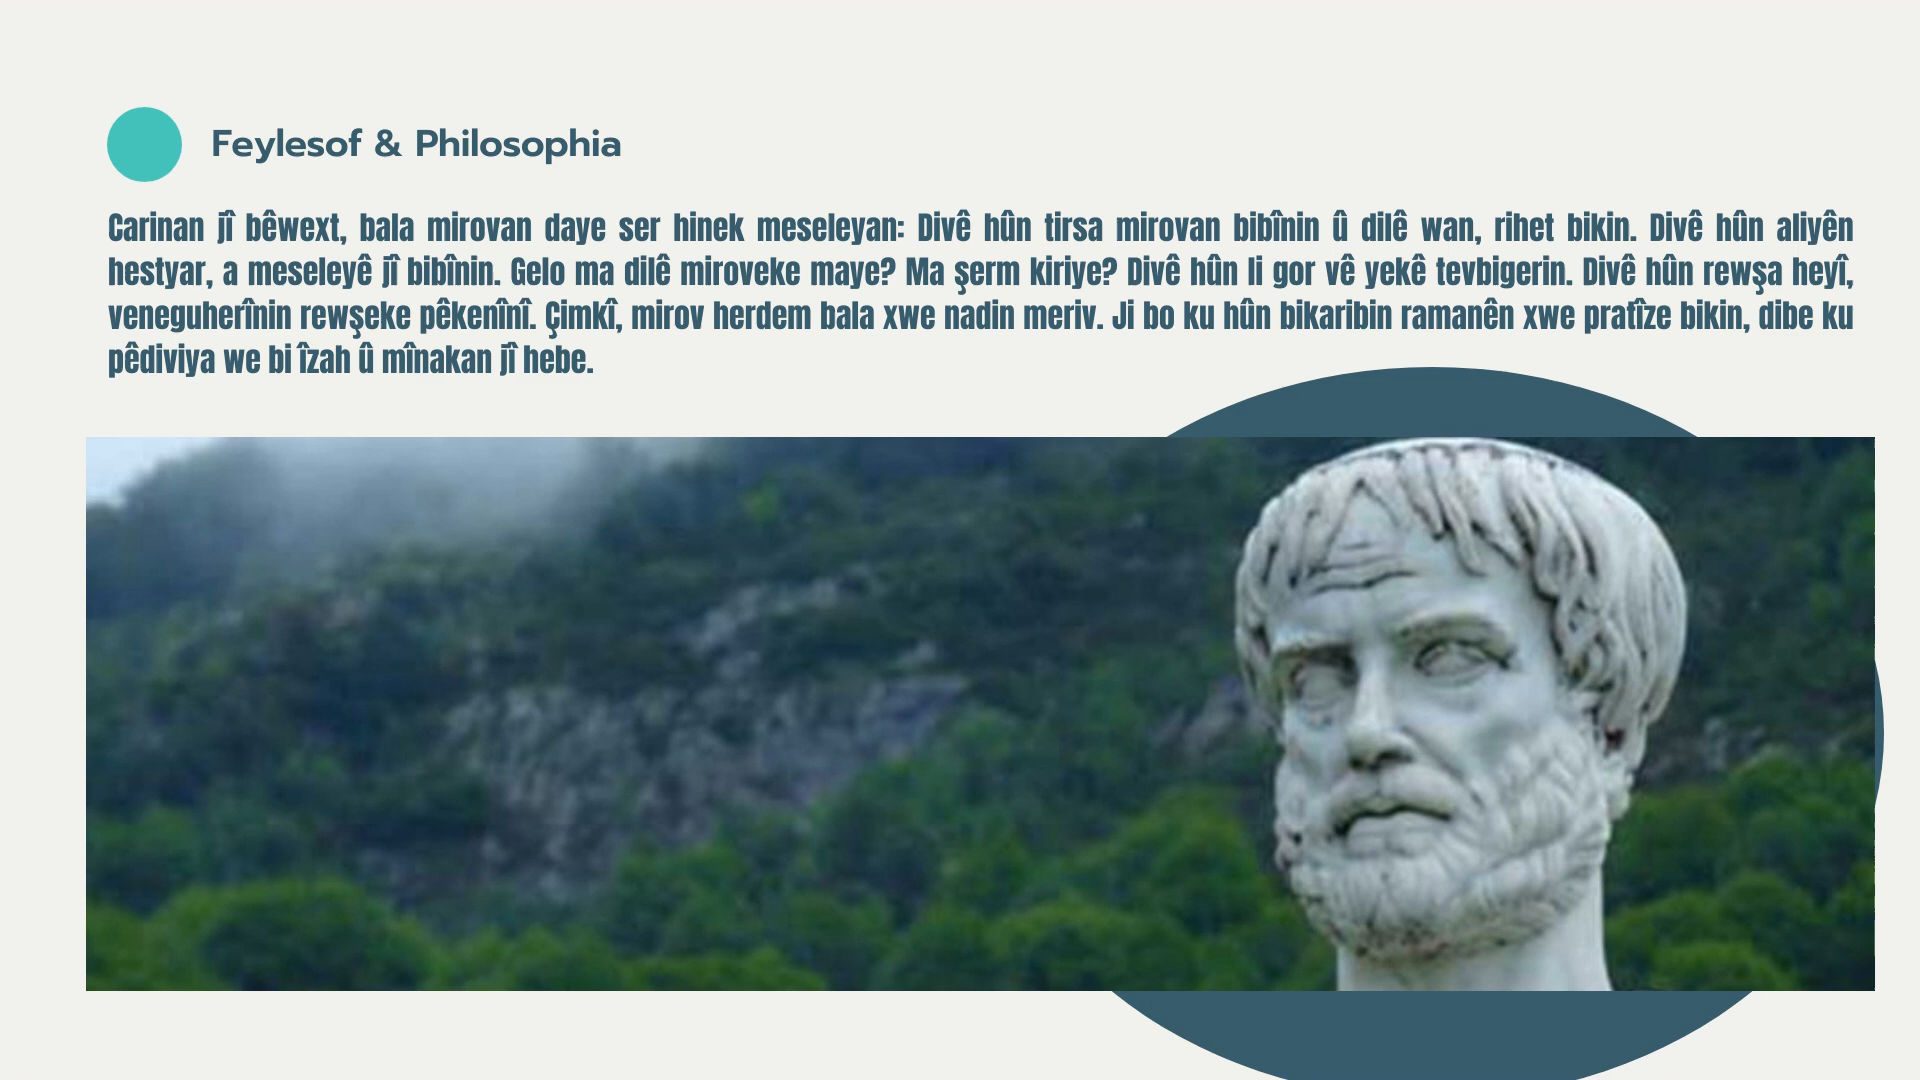 Feylesof & Philosophia
Carinan jî bêwext, bala mirovan daye ser hinek meseleyan: Divê hûn tirsa mirovan bibînin û dilê wan, rihet bikin. Divê hûn aliyên
hestyar, a meseleyê jî bibînin. Gelo ma dilê miroveke maye? Ma şerm kiriye? Divê hûn li gor vê yekê tevbigerin. Divê hûn rewşa heyî,
veneguherînin rewşeke pêkenînî. Çimkî, mirov herdem bala xwe nadin meriv. Ji bo ku hûn bikaribin ramanên xwe pratîze bikin, dibe ku
pêdiviya we bi îzah û mînakan jî hebe.